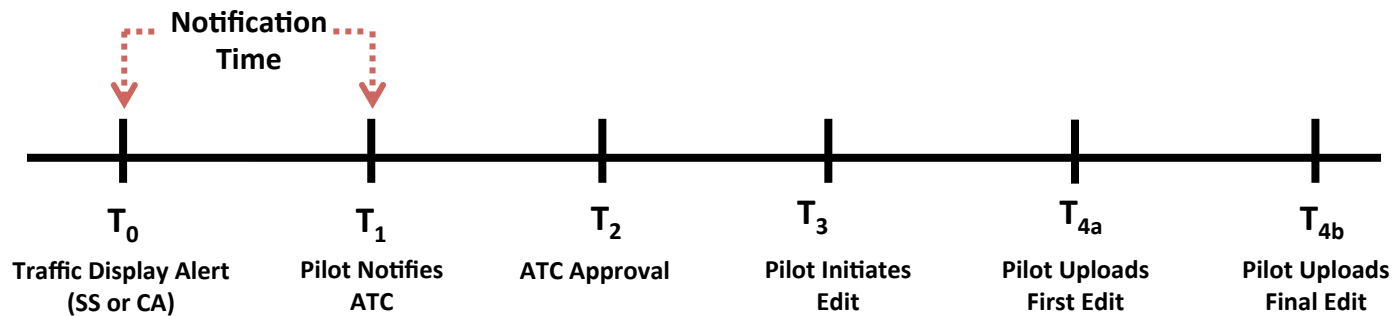 Notification
Time
T0
T1
T2
T3
T4a
T4b
Traffic Display Alert
(SS or CA)
Pilot Notifies
ATC
ATC Approval
Pilot Initiates
Edit
Pilot Uploads
First Edit
Pilot Uploads
Final Edit